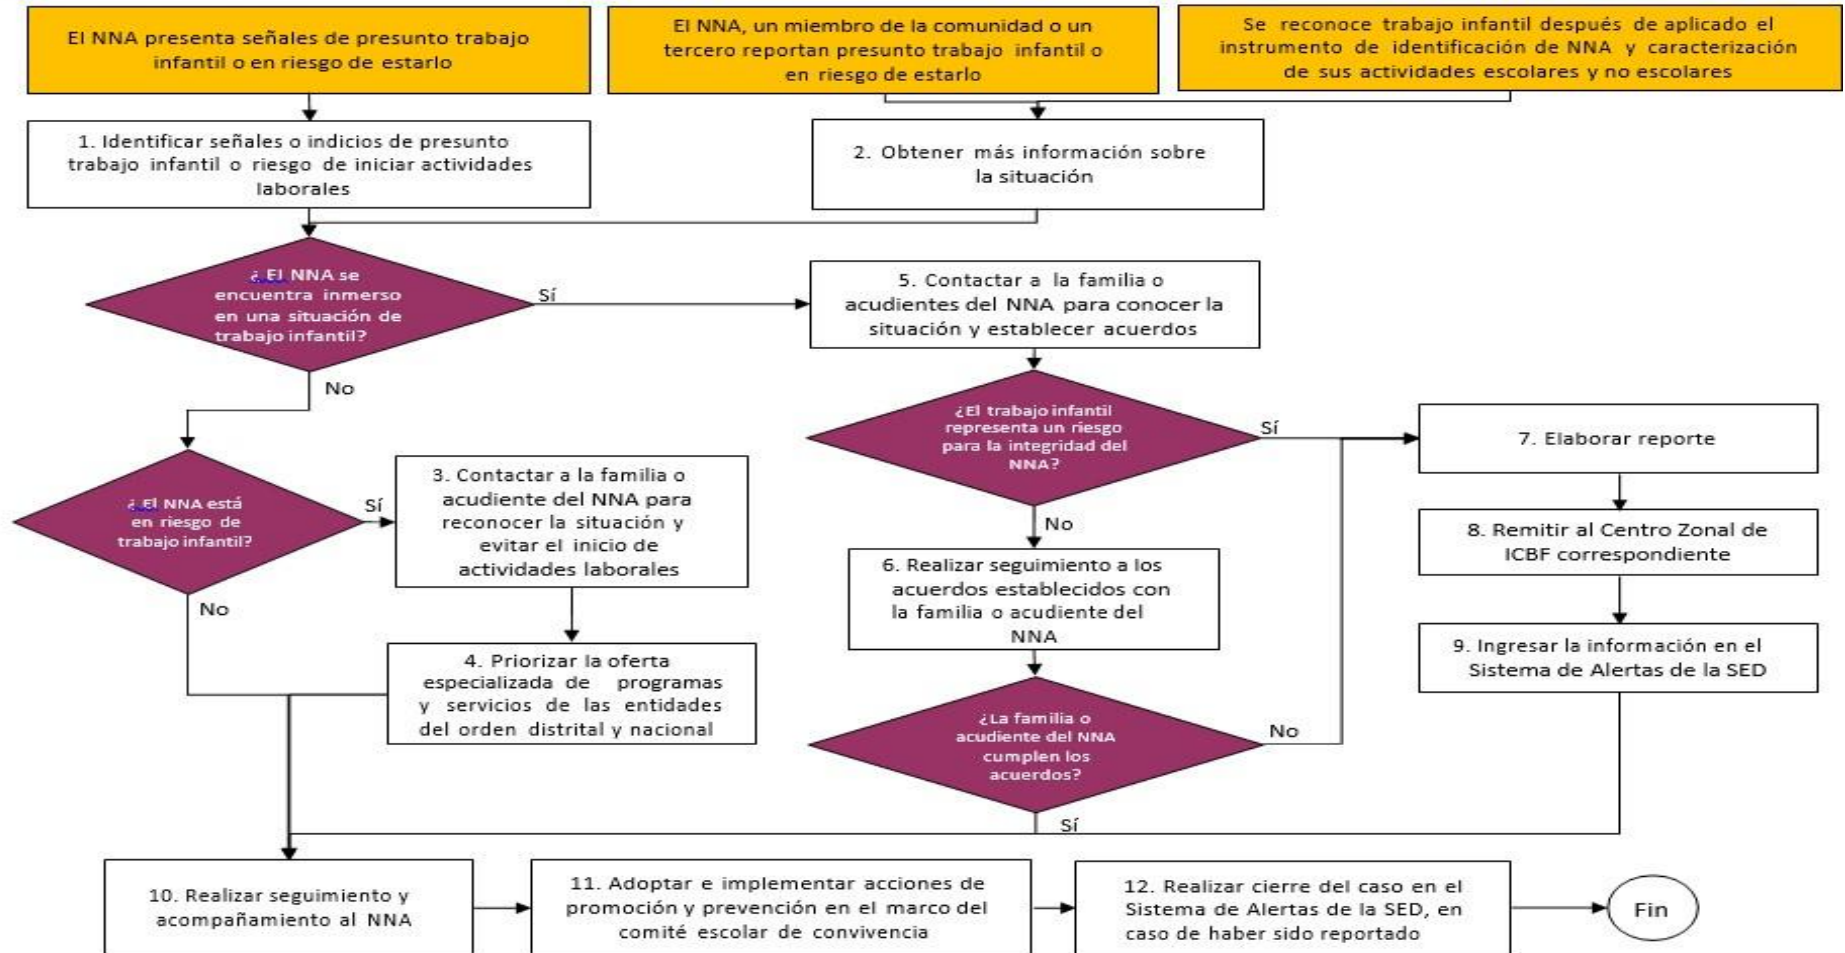 El NNA presenta señales de presunto trabajo
infantil o en riesgo de estarlo
El NNA, un miembro de la comunidad o un
tercero reportan presunto trabajo infantil o
en riesgo de estarlo
Se reconoce trabajo infantil después de aplicado el
instrumento de identificación de NNA y caracterización
de sus actividades escolares y no escolares
1. Identificar señales o indicios de presunto
trabajo infantil o riesgo de iniciar actividades
laborales
2. Obtener más información sobre
la situación
¿ El NNA se
encuentra inmerso
en una situación de
trabajo infantil?
Sí
No
5. Contactar a la familia o
acudientes del NNA para conocer la
situación y establecer acuerdos
¿El trabajo infantil
representa un riesgo
para la integridad del
NNA?
Sí
No
7. Elaborar reporte
¿ El NNA está
en riesgo de
trabajo infantil?
Sí
No
3. Contactar a la familia o
acudiente del NNA para
reconocer la situación y
evitar el inicio de
actividades laborales
8. Remitir al Centro Zonal de
ICBF correspondiente
6. Realizar seguimiento a los
acuerdos establecidos con
la familia o acudiente del
NNA
9. Ingresar la información en el
Sistema de Alertas de la SED
4. Priorizar la oferta
especializada de programas
y servicios de las entidades
del orden distrital y nacional
¿La familia o
acudiente del NNA
cumplen los
acuerdos?
No
Sí
10. Realizar seguimiento y
acompañamiento al NNA
11. Adoptar e implementar acciones de
promoción y prevención en el marco del
comité escolar de convivencia
12. Realizar cierre del caso en el
Sistema de Alertas de la SED, en
caso de haber sido reportado
Fin